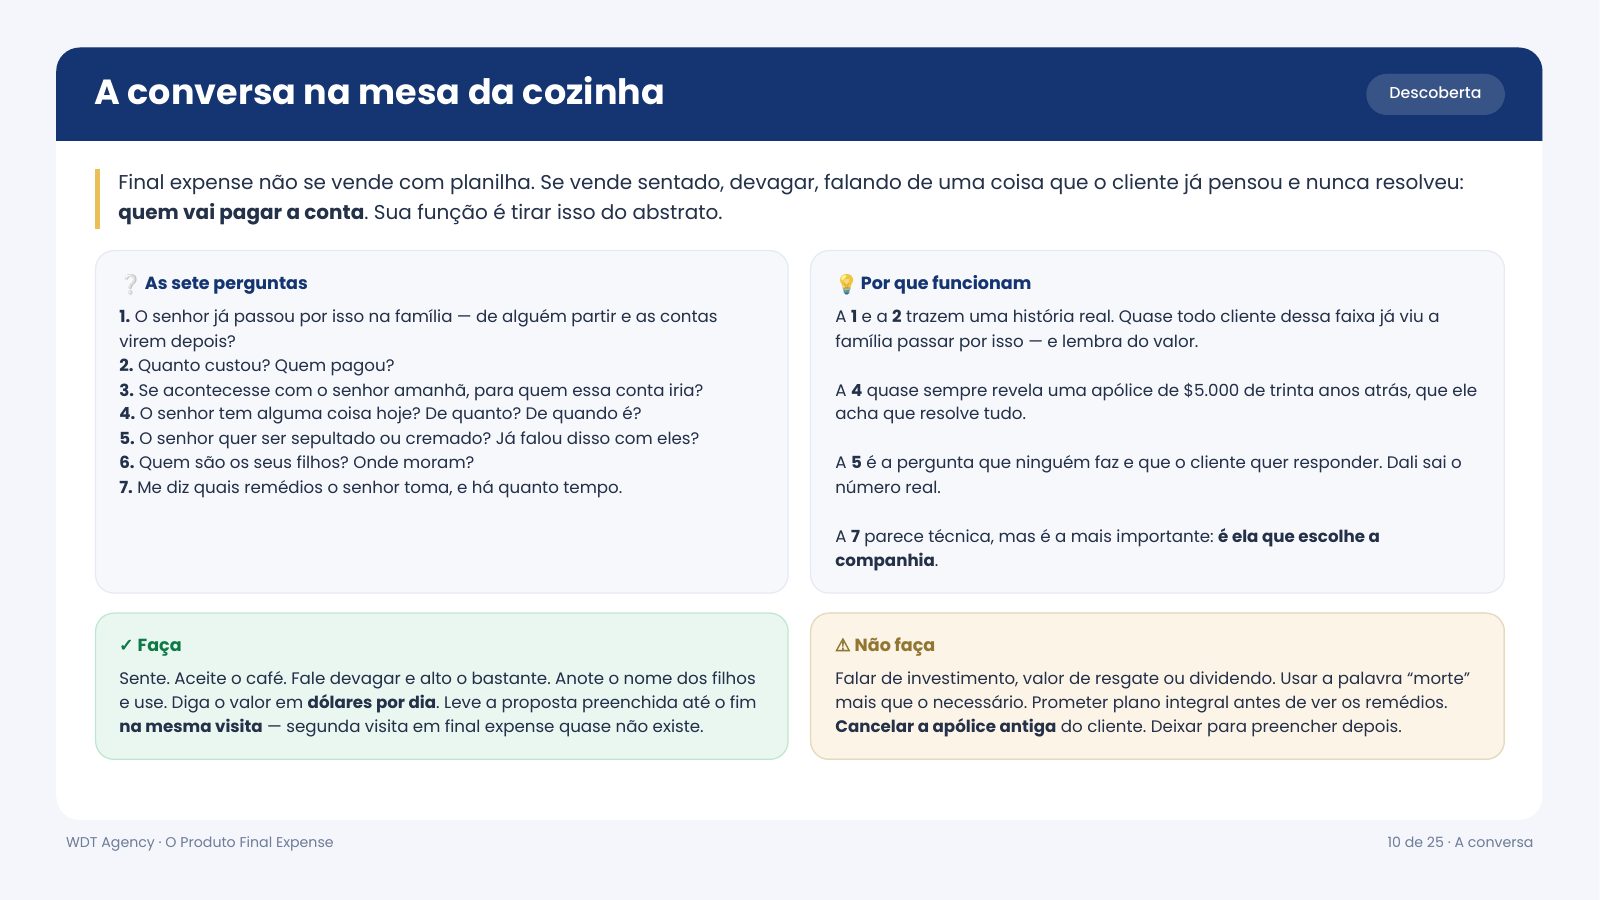 A conversa na mesa da cozinha
Descoberta
Final expense não se vende com planilha. Se vende sentado, devagar, falando de uma coisa que o cliente já pensou e nunca resolveu:
quem vai pagar a conta. Sua função é tirar isso do abstrato.
❔ As sete perguntas
1. O senhor já passou por isso na família — de alguém partir e as contas
virem depois?
2. Quanto custou? Quem pagou?
3. Se acontecesse com o senhor amanhã, para quem essa conta iria?
4. O senhor tem alguma coisa hoje? De quanto? De quando é?
5. O senhor quer ser sepultado ou cremado? Já falou disso com eles?
6. Quem são os seus filhos? Onde moram?
7. Me diz quais remédios o senhor toma, e há quanto tempo.
💡 Por que funcionam
A 1 e a 2 trazem uma história real. Quase todo cliente dessa faixa já viu a
família passar por isso — e lembra do valor.
A 4 quase sempre revela uma apólice de $5.000 de trinta anos atrás, que ele
acha que resolve tudo.
A 5 é a pergunta que ninguém faz e que o cliente quer responder. Dali sai o
número real.
A 7 parece técnica, mas é a mais importante: é ela que escolhe a
companhia.
✓ Faça
Sente. Aceite o café. Fale devagar e alto o bastante. Anote o nome dos filhos
e use. Diga o valor em dólares por dia. Leve a proposta preenchida até o fim
na mesma visita — segunda visita em final expense quase não existe.
⚠ Não faça
Falar de investimento, valor de resgate ou dividendo. Usar a palavra “morte”
mais que o necessário. Prometer plano integral antes de ver os remédios.
Cancelar a apólice antiga do cliente. Deixar para preencher depois.
WDT Agency · O Produto Final Expense
10 de 25 · A conversa